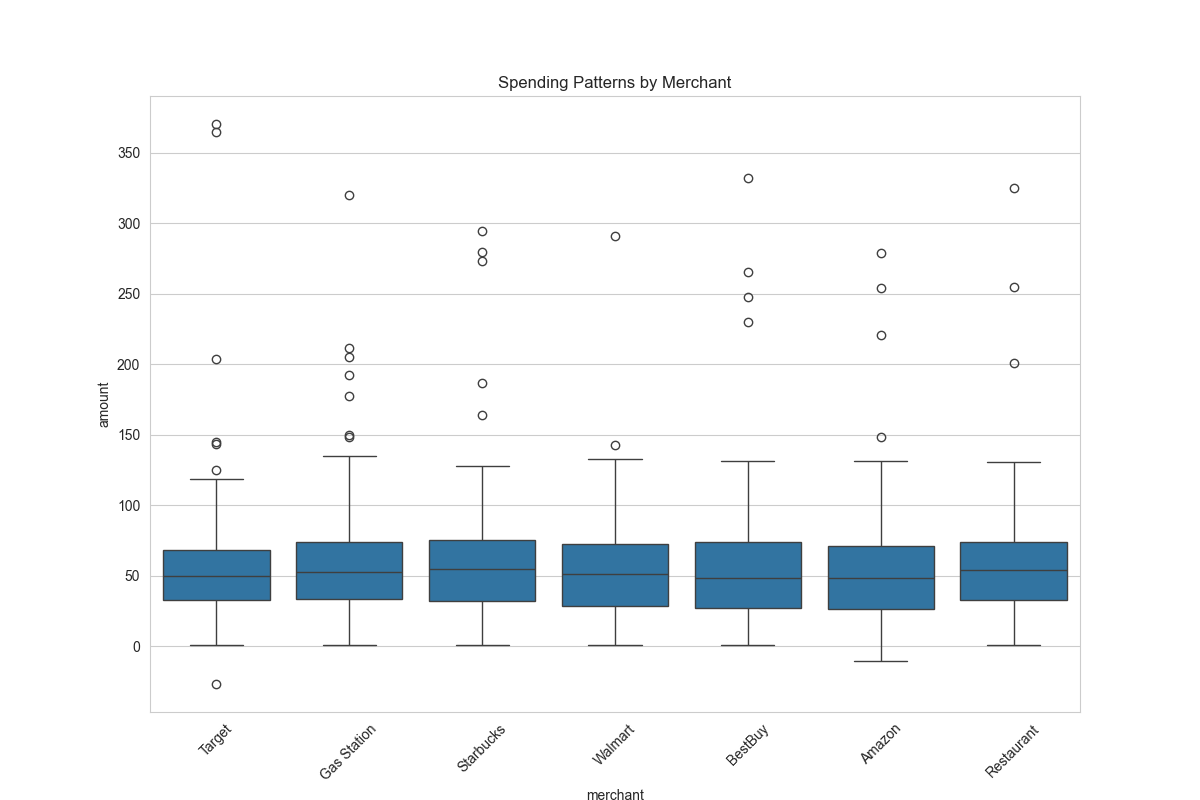 Spending Patterns by Merchant
amount
350
300
250
200
150
100
50
0
Target
Gas Station
Starbucks
Walmart
BestBuy
Amazon
Restaurant
merchant